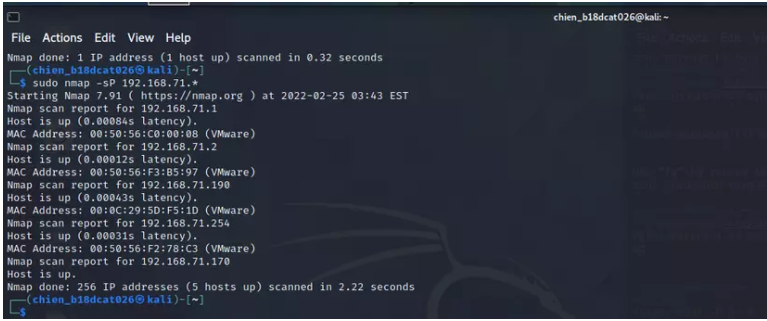 chien_b18dcat026@kali: ~
File Actions Edit View Help
Nmap done: 1 IP address (1 host up) scanned in 0.32 seconds
┌──(chien_b18dcat026㉿kali)-[~]
└─$ sudo nmap -sP 192.168.71.*
Starting Nmap 7.91 ( https://nmap.org ) at 2022-02-25 03:43 EST
Nmap scan report for 192.168.71.1
Host is up (0.00084s latency).
MAC Address: 00:50:56:C0:00:08 (VMware)
Nmap scan report for 192.168.71.2
Host is up (0.00012s latency).
MAC Address: 00:50:56:F3:B5:97 (VMware)
Nmap scan report for 192.168.71.190
Host is up (0.00043s latency).
MAC Address: 00:0C:29:5D:F5:1D (VMware)
Nmap scan report for 192.168.71.254
Host is up (0.00031s latency).
MAC Address: 00:50:56:F2:78:C3 (VMware)
Nmap scan report for 192.168.71.170
Host is up.
Nmap done: 256 IP addresses (5 hosts up) scanned in 2.22 seconds
┌──(chien_b18dcat026㉿kali)-[~]
└─$